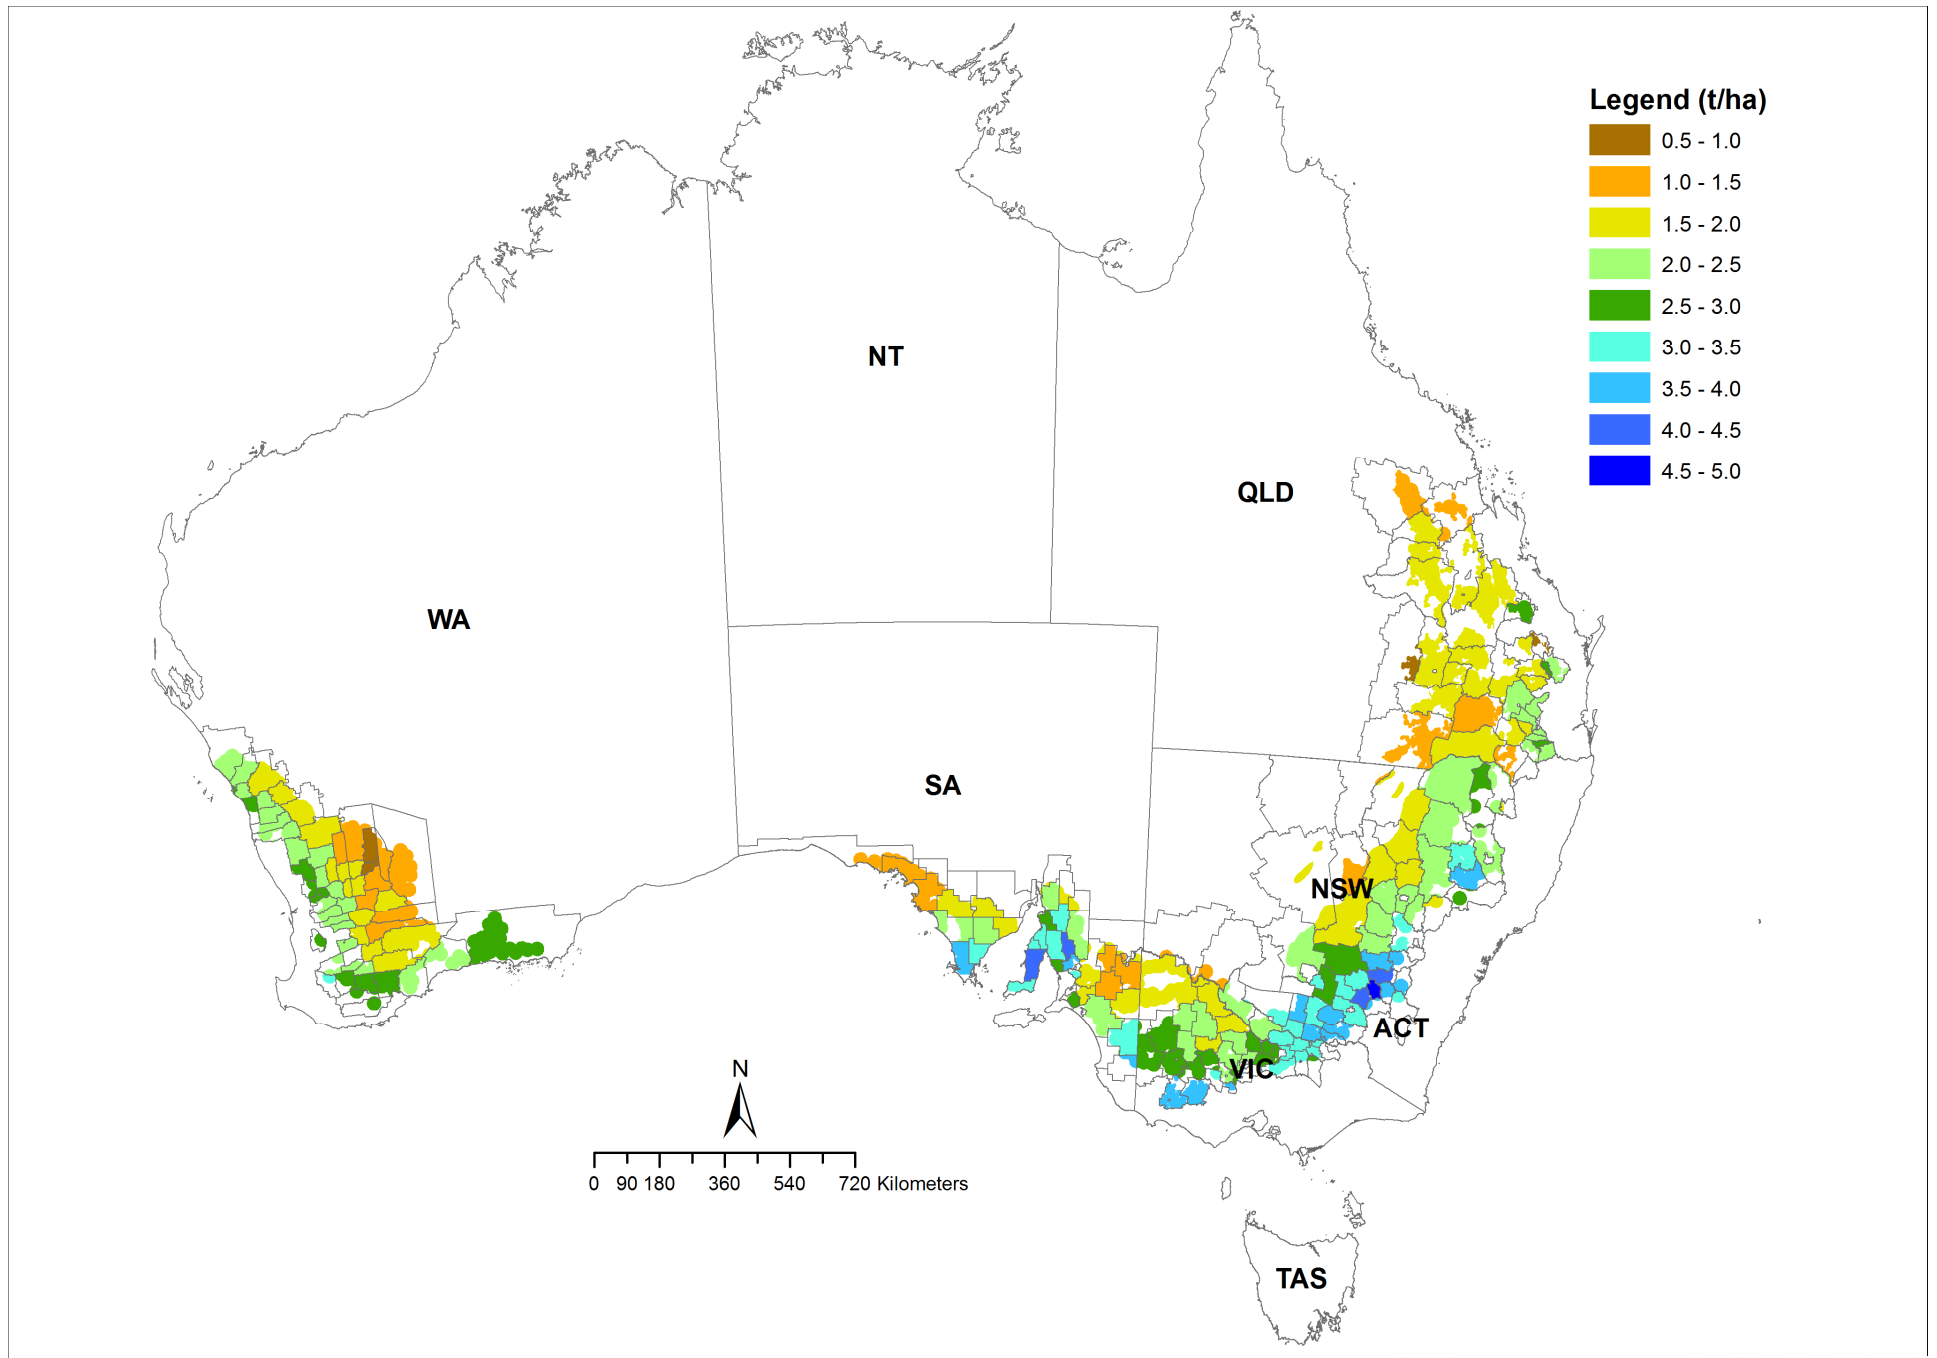 Legend (t/ha)
0.5 - 1.0
1.0 - 1.5
1.5 - 2.0
2.0 - 2.5
2.5 - 3.0
3.0 - 3.5
3.5 - 4.0
4.0 - 4.5
4.5 - 5.0
NT
QLD
WA
SA
NSW
ACT
VIC
N
0 90 180 360 540 720 Kilometers
TAS